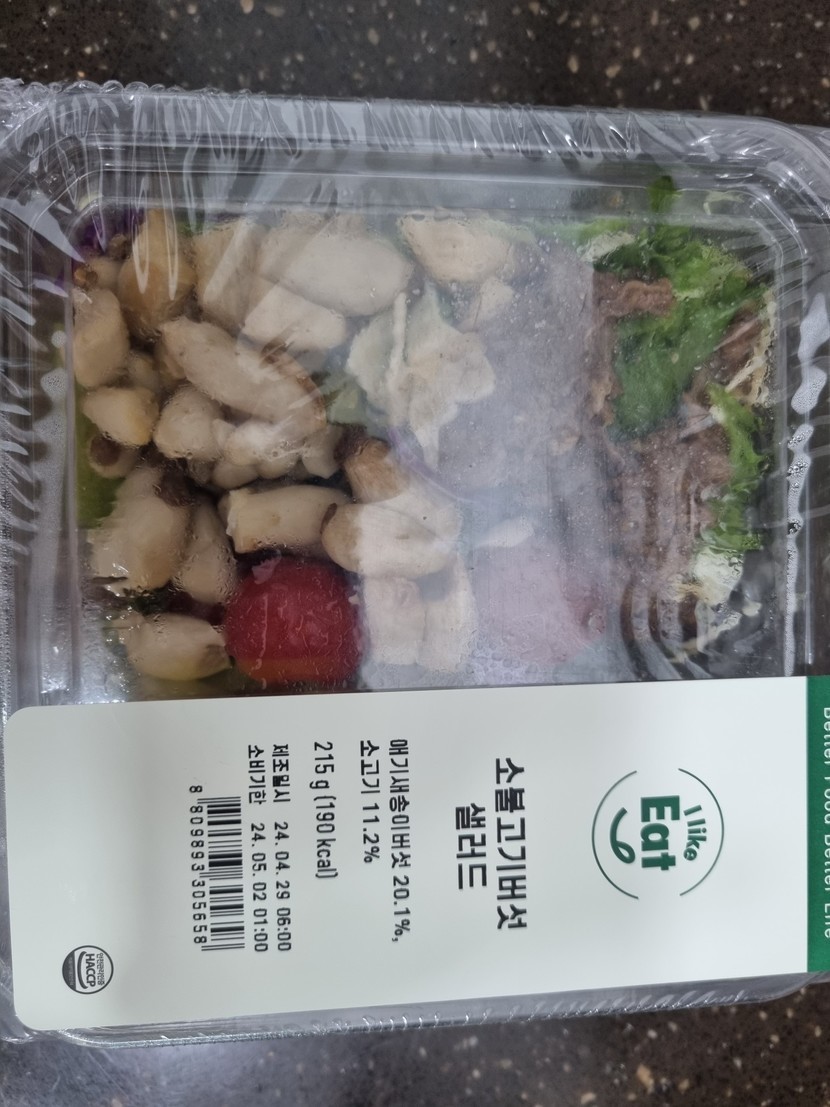 Better Food Better Life
I like
Eat
소불고기버섯
샐러드
애기새송이버섯 20.1%,
소고기 11.2%
215 g (190 kcal)
제조일시 24. 04. 29 06:00
소비기한 24. 05. 02 01:00
8 809893 305658
HACCP